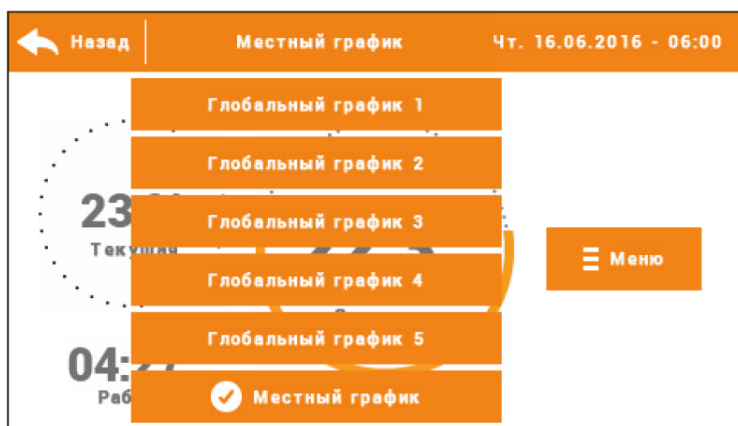 Назад Местный график Чт. 16.06.2016 - 06:00
Глобальный график 1
Глобальный график 2
23
Глобальный график 3
Текущая
Меню
Глобальный график 4
Глобальный график 5
04:
Местный график